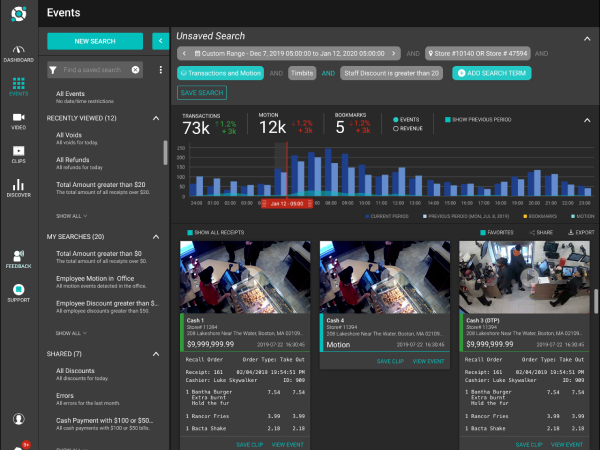 Events
DASHBOARD
EVENTS
VIDEO
CLIPS
DISCOVER
FEEDBACK
SUPPORT
9+
NEW SEARCH
<
Find a saved search
All Events
No date/time restrictions
RECENTLY VIEWED (12)
All Voids
All voids for today.
All Refunds
All refunds for today.
Total Amount greater than $20
The total amount of all receipts over $20.
SHOW ALL
MY SEARCHES (20)
Total Amount greater than $0
The total amount of all receipts over $0.
Employee Motion in Office
All motion events detected in the office.
Employee Discount greater than $...
All employee discounts greater than $50.
SHOW ALL
SHARED (7)
All Discounts
All discounts for today.
Errors
All errors for the last month.
Cash Payment with $100 or $50...
All cash payments with $100 or $50 bills.
Unsaved Search
Custom Range - Dec 7, 2019 05:00:00 to Jan 12, 2020 05:00:00
AND
Store #10140 OR Store # 47594
AND
Transactions and Motion
AND
Timbits
AND
Staff Discount is greater than 20
ADD SEARCH TERM
SAVE SEARCH
TRANSACTIONS
73k
↑1.2%
+ 3k
MOTION
12k
↓1.2%
+ 3k
BOOKMARKS
5
↓1.2%
+ 3k
EVENTS
REVENUE
SHOW PREVIOUS PERIOD
250
200
150
100
50
0
24:00 01:00 02:00 03:00 Jan 12 - 05:00 06:00 07:00 08:00 09:00 10:00 11:00 12:00 13:00 14:00 15:00 16:00 17:00 18:00 19:00 20:00 21:00 22:00 23:00
CURRENT PERIOD
PREVIOUS PERIOD (MON, JUL 8, 2019)
BOOKMARKS
MOTION
SHOW ALL RECEIPTS
FAVORITES
SHARE
EXPORT
Cash 1
Store# 11394
208 Lakeshore Near The Water, Boston, MA 02109...
$9,999,999.99
2019-07-22 16:30:45
Recall Order Order Type: Take Out
Receipt: 161 02/04/2019 19:54:51 PM
Cashier: Luke Skywalker ID: 989
1 Bantha Burger 7.54 7.54
Extra burnt
Hold the fur
1 Rancor Fries 3.99 3.99
1 Bacta Shake 2.18 2.18
SAVE CLIP VIEW EVENT
Cash 4
Store# 11394
208 Lakeshore Near The Water, Boston, MA 02109...
Motion
2019-07-22 16:30:45
SAVE CLIP VIEW EVENT
Cash 3 (DTP)
Store# 11394
208 Lakeshore Near The Water, Boston, MA 02109...
$9,999,999.99
2019-07-22 16:30:45
Recall Order Order Type: Take Out
Receipt: 161 02/04/2019 19:54:51 PM
Cashier: Luke Skywalker ID: 989
1 Bantha Burger 7.54 7.54
Extra burnt
Hold the fur
1 Rancor Fries 3.99 3.99
1 Bacta Shake 2.18 2.18
SAVE CLIP VIEW EVENT